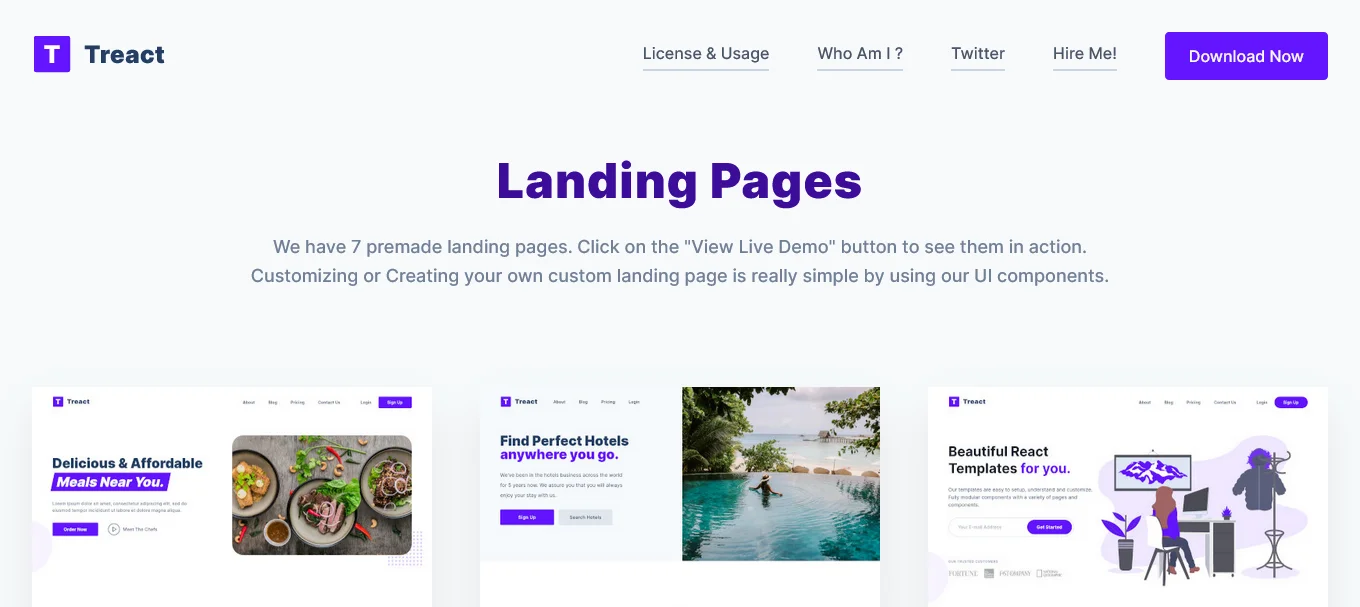 T Treact
License & Usage
Who Am I ?
Twitter
Hire Me!
Download Now
Landing Pages
We have 7 premade landing pages. Click on the "View Live Demo" button to see them in action.
Customizing or Creating your own custom landing page is really simple by using our UI components.
T Treact
About
Blog
Pricing
Contact Us
Login
Sign Up
Delicious & Affordable
Meals Near You.
Lorem ipsum dolor sit amet, consectetur adipiscing elit, sed do
eiusmod tempor incididunt ut labore et dolore magna aliqua.
Order Now
Meet The Chefs
T Treact
About
Blog
Pricing
Login
Find Perfect Hotels
anywhere you go.
We've been in the hotels business across the world
for 5 years now. We assure you that you will always
enjoy your stay with us.
Sign Up
Search Hotels
T Treact
About
Blog
Pricing
Contact Us
Login
Sign Up
Beautiful React
Templates for you.
Our templates are easy to setup, understand and customize.
Fully modular components with a variety of pages and
components.
Your E-mail Address
Get Started
OUR TRUSTED CUSTOMERS
FORTUNE